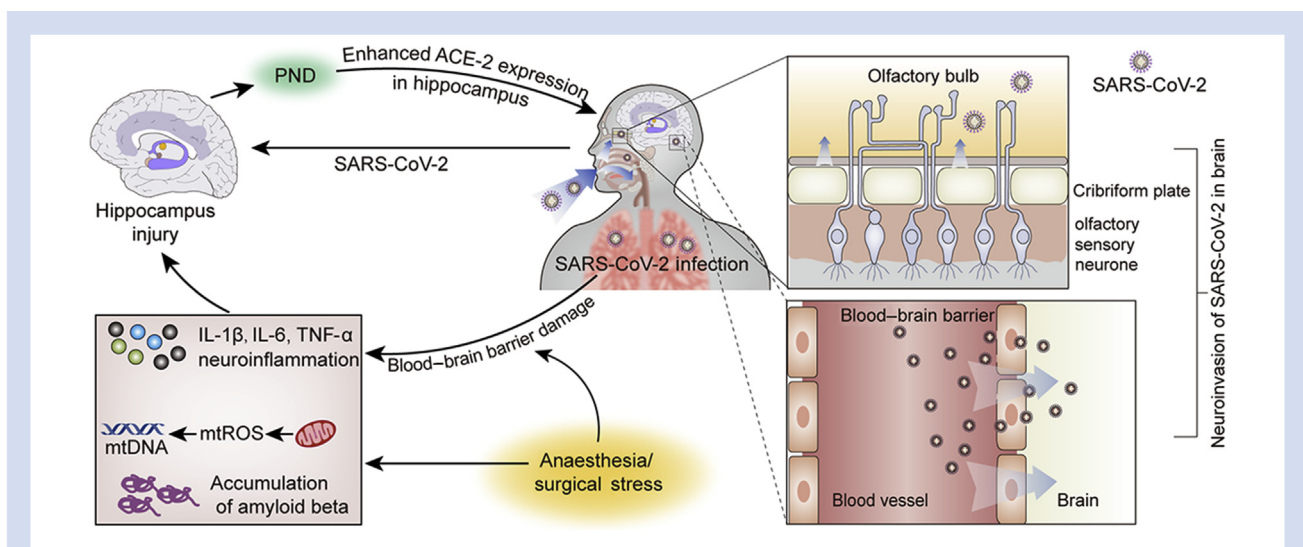 PND
Enhanced ACE-2 expression
in hippocampus
SARS-CoV-2
Hippocampus
injury
SARS-CoV-2 infection
Blood–brain barrier damage
IL-1β, IL-6, TNF-α
neuroinflammation
mtDNA
mtROS
Accumulation
of amyloid beta
Anaesthesia/
surgical stress
Olfactory bulb
SARS-CoV-2
Cribriform plate
olfactory
sensory
neurone
Blood–brain barrier
Blood vessel
Brain
Neuroinvasion of SARS-CoV-2 in brain